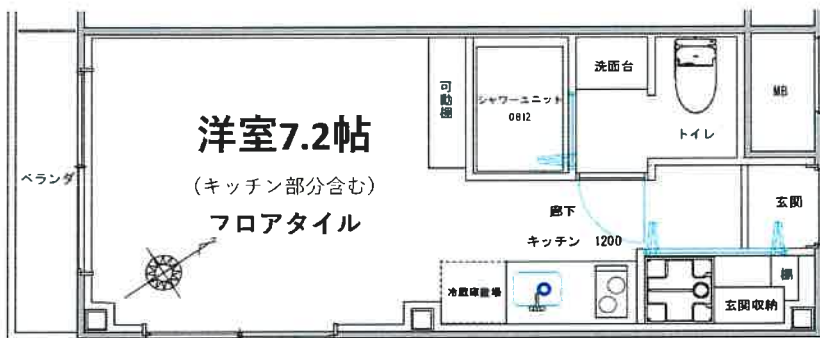 洗面台
可動棚
シャワーユニット
0812
MB
洋室7.2帖
トイレ
ベランダ
(キッチン部分含む)
フロアタイル
廊下
玄関
キッチン 1200
棚
冷蔵庫置場
玄関収納